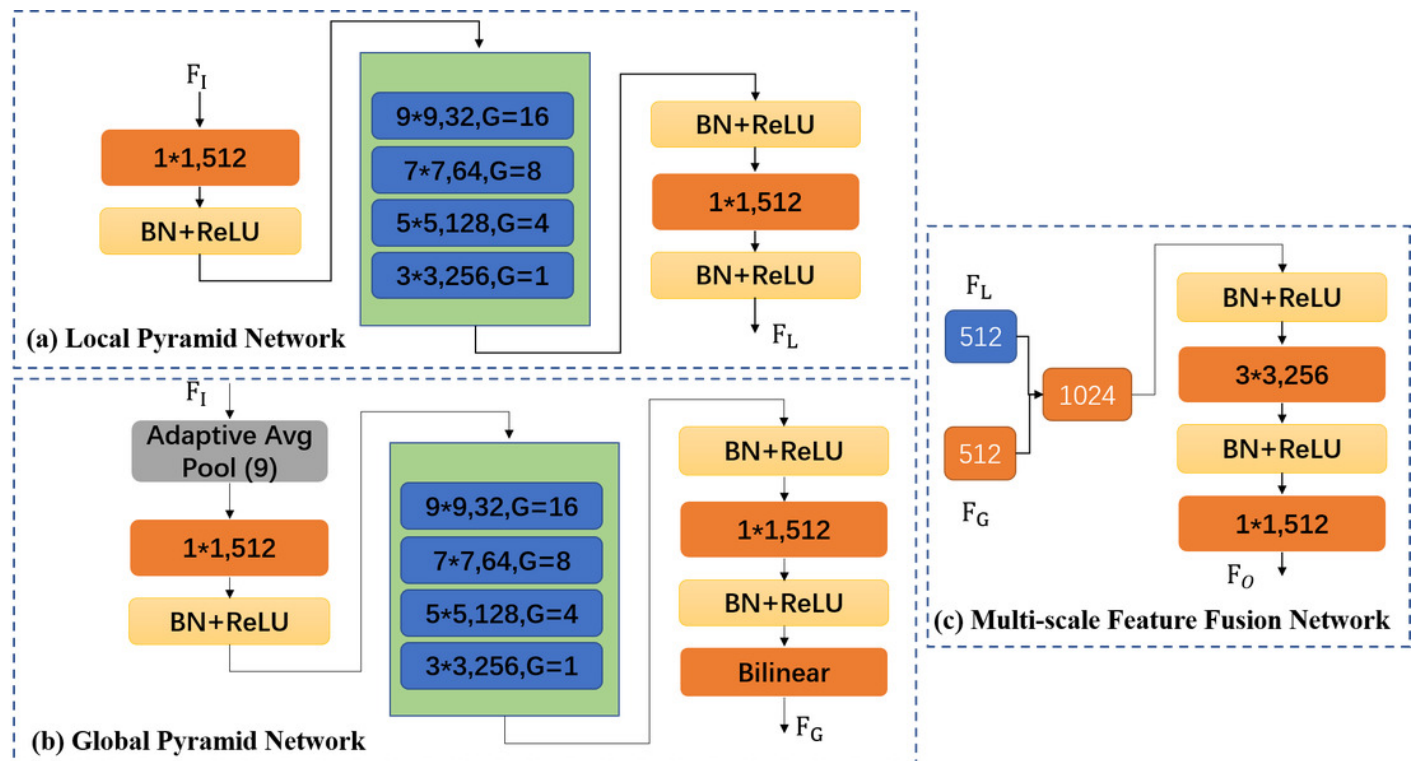 F_I
1*1,512
BN+ReLU
9*9,32,G=16
7*7,64,G=8
5*5,128,G=4
3*3,256,G=1
BN+ReLU
1*1,512
BN+ReLU
F_L
(a) Local Pyramid Network
F_I
Adaptive Avg
Pool (9)
1*1,512
BN+ReLU
9*9,32,G=16
7*7,64,G=8
5*5,128,G=4
3*3,256,G=1
BN+ReLU
1*1,512
BN+ReLU
Bilinear
F_G
(b) Global Pyramid Network
F_L
512
512
F_G
1024
BN+ReLU
3*3,256
BN+ReLU
1*1,512
F_O
(c) Multi-scale Feature Fusion Network